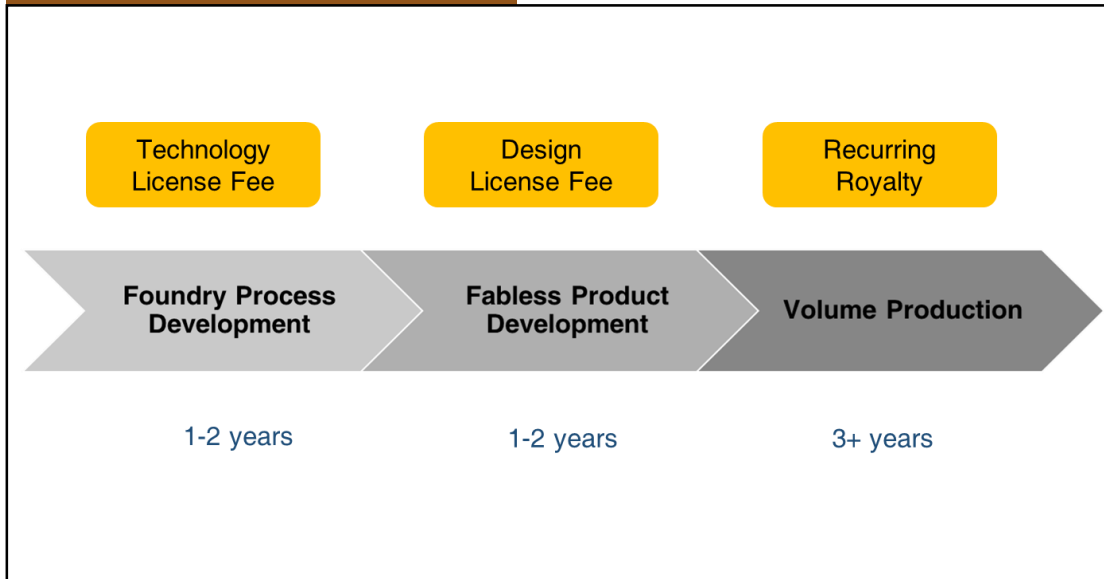 Technology
License Fee
Design
License Fee
Recurring
Royalty
Foundry Process
Development
Fabless Product
Development
Volume Production
1-2 years
1-2 years
3+ years